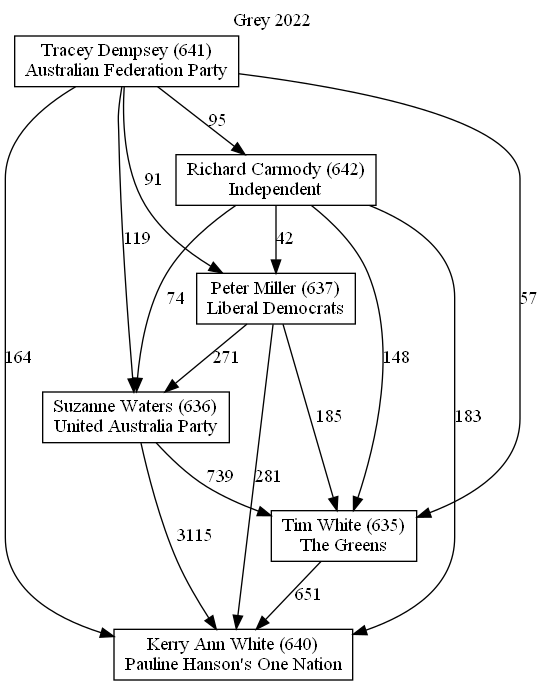 Grey 2022
Tracey Dempsey (641)
Australian Federation Party
95
Richard Carmody (642)
Independent
91
119
42
Peter Miller (637)
Liberal Democrats
74
57
164
271
148
Suzanne Waters (636)
United Australia Party
185
183
739
281
Tim White (635)
The Greens
3115
651
Kerry Ann White (640)
Pauline Hanson's One Nation